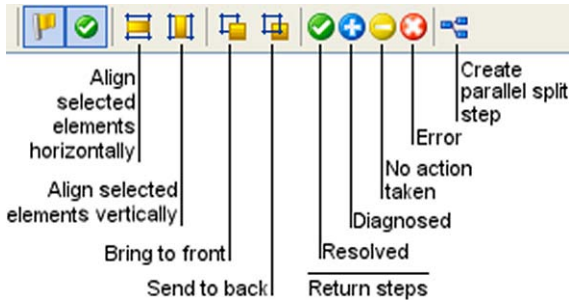 Align
selected
elements
horizontally
Align selected
elements vertically
Bring to front
Send to back
Create
parallel split
step
Error
No action
taken
Diagnosed
Resolved
Return steps